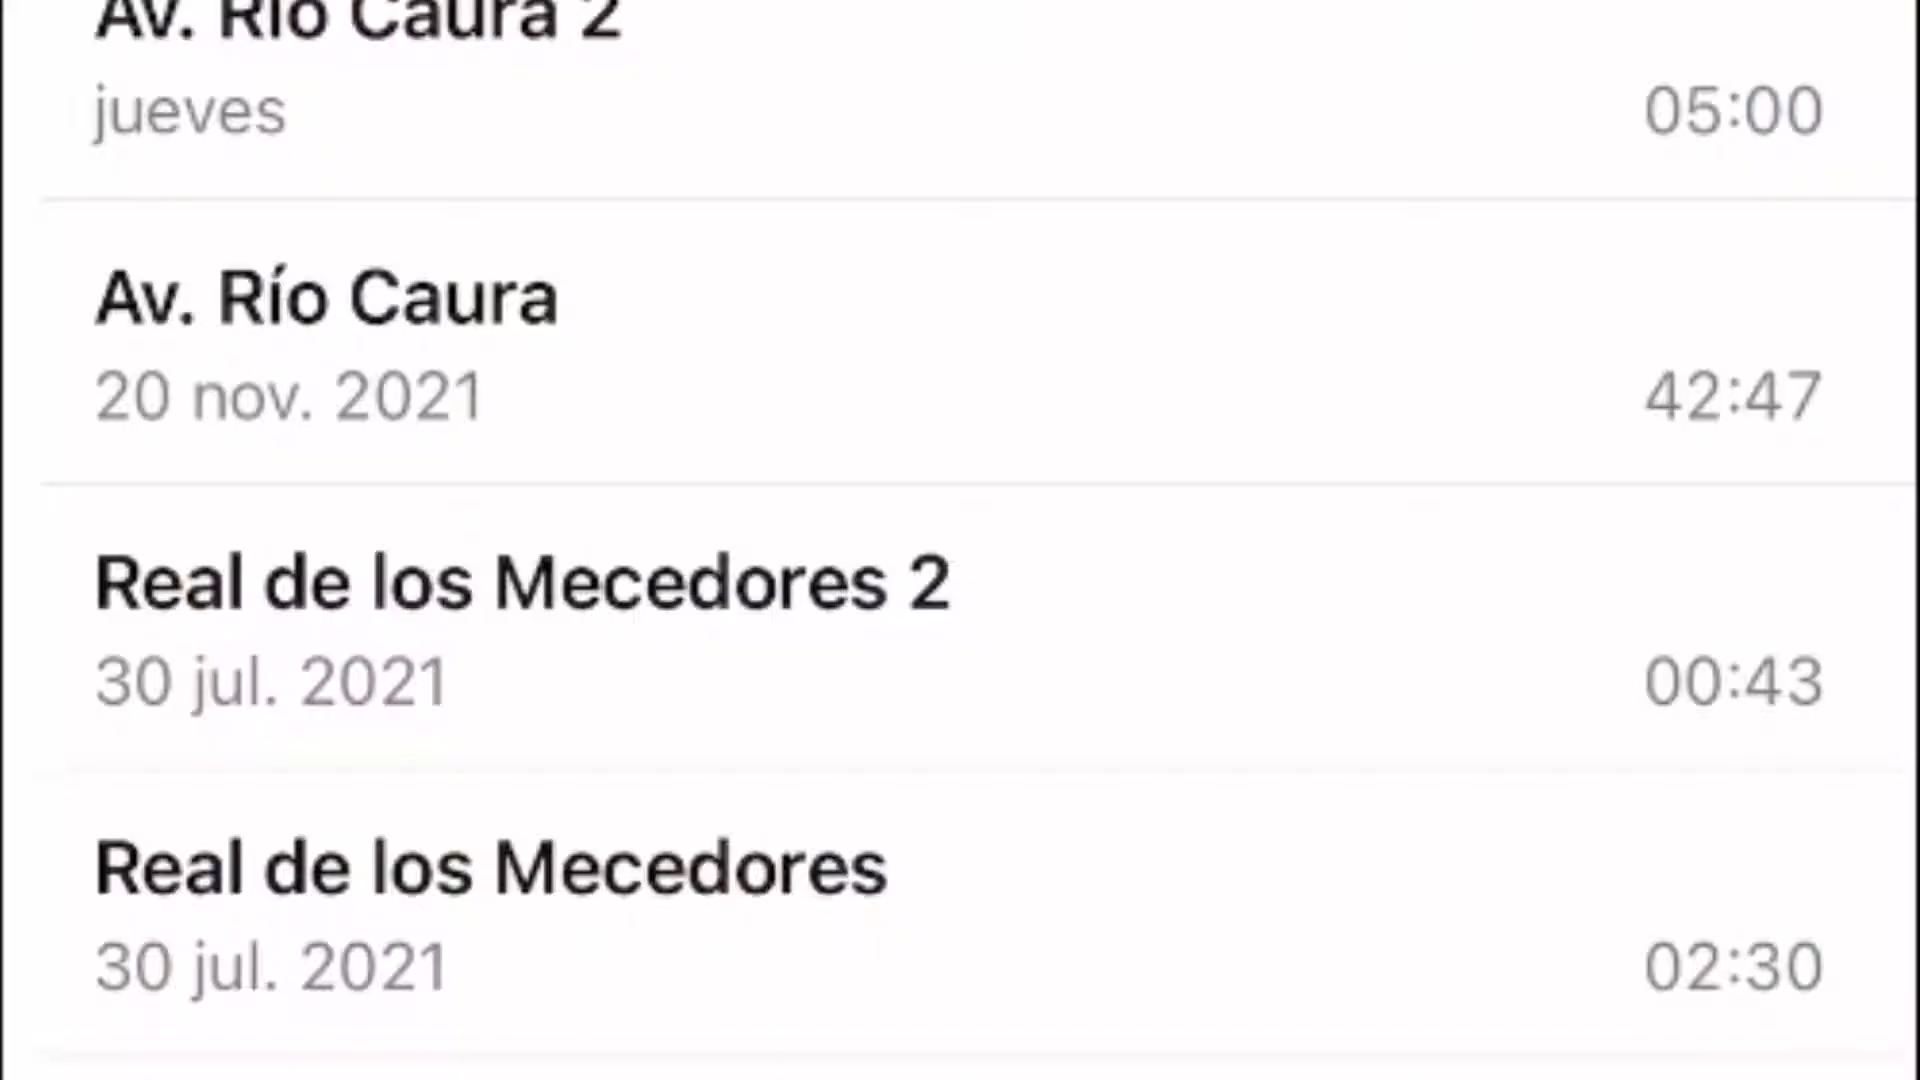 Av. Río Caura 2
jueves
05:00
Av. Río Caura
20 nov. 2021
42:47
Real de los Mecedores 2
30 jul. 2021
00:43
Real de los Mecedores
30 jul. 2021
02:30